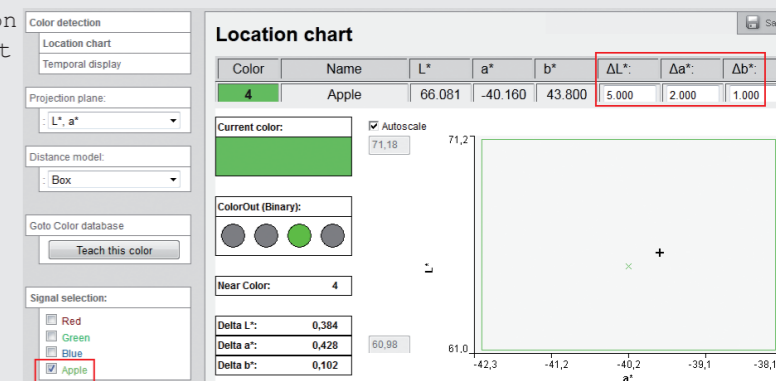 on
t
Color detection
Location chart
Temporal display
Projection plane:
: L*, a*
Distance model:
: Box
Goto Color database
Teach this color
Signal selection:
Red
Green
Blue
Apple
Location chart
Color Name L* a* b* ΔL*: Δa*: Δb*:
4 Apple 66.081 -40.160 43.800 5.000 2.000 1.000
Current color:
Autoscale
71,18
ColorOut (Binary):
Near Color: 4
Delta L*: 0,384
Delta a*: 0,428
Delta b*: 0,102
60,98
71,2
L*
61,0
-42,3 -41,2 -40,2 -39,1 -38,1
a*